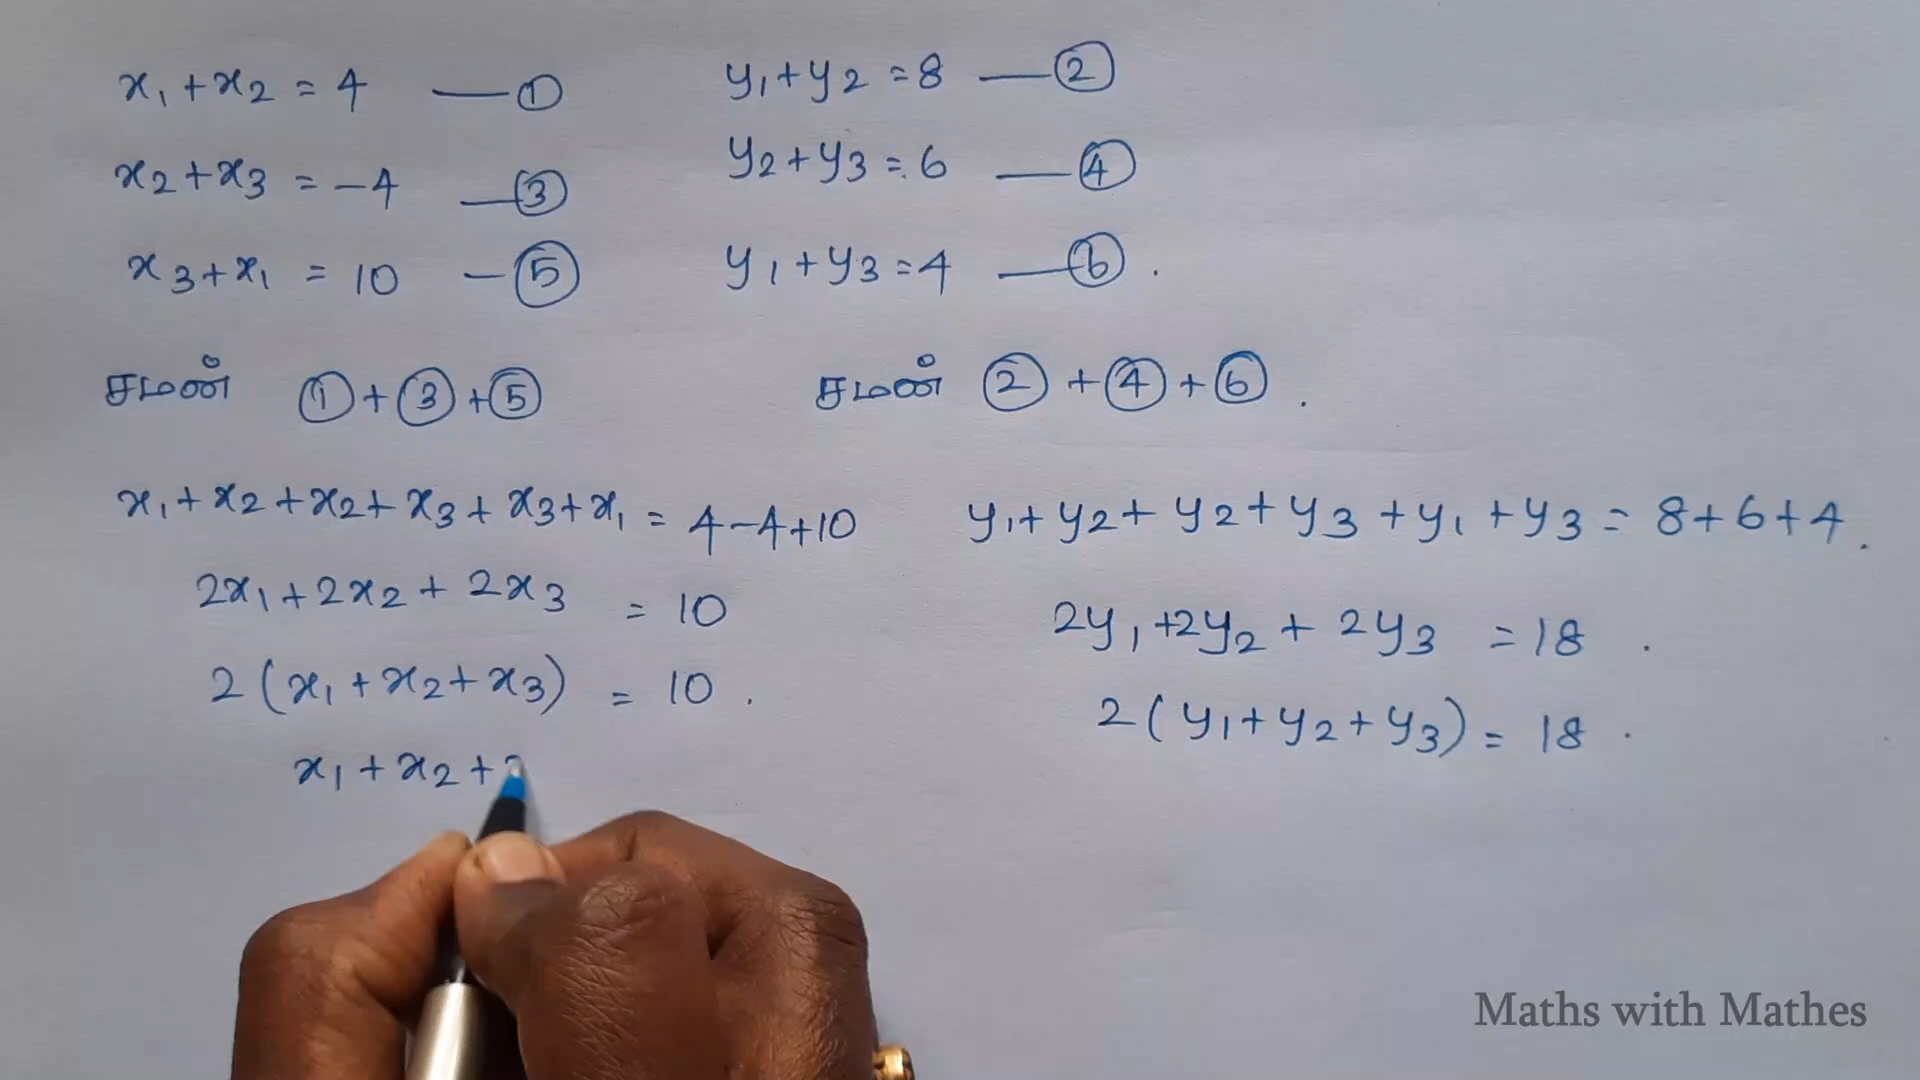 x₁+x₂ = 4 — ①
y₁+y₂ = 8 — ②
x₂+x₃ = -4 — ③
y₂+y₃ = 6 — ④
x₃+x₁ = 10 — ⑤
y₁+y₃ = 4 — ⑥.
சமன் ①+③+⑤
சமன் ②+④+⑥.
x₁+x₂+x₂+x₃+x₃+x₁ = 4-4+10
y₁+y₂+y₂+y₃+y₁+y₃ = 8+6+4.
2x₁+2x₂+2x₃ = 10
2y₁+2y₂+2y₃ = 18.
2(x₁+x₂+x₃) = 10.
2(y₁+y₂+y₃) = 18.
x₁+x₂+
Maths with Mathes